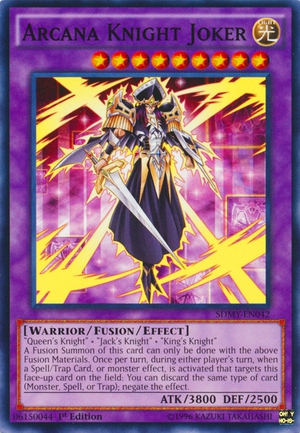 ARCANA KNIGHT JOKER
LIGHT
光
SDMY-EN042
[WARRIOR/FUSION/EFFECT]
"Queen's Knight" + "Jack's Knight" + "King's Knight"
A Fusion Summon of this card can only be done with the above
Fusion Materials. Once per turn, during either player's turn, when
a Spell/Trap Card, or monster effect, is activated that targets this
face-up card on the field: You can discard the same type of card
(Monster, Spell, or Trap); negate the effect.
ATK/3800 DEF/2500
06150044 1st Edition
©1996 KAZUKI TAKAHASHI